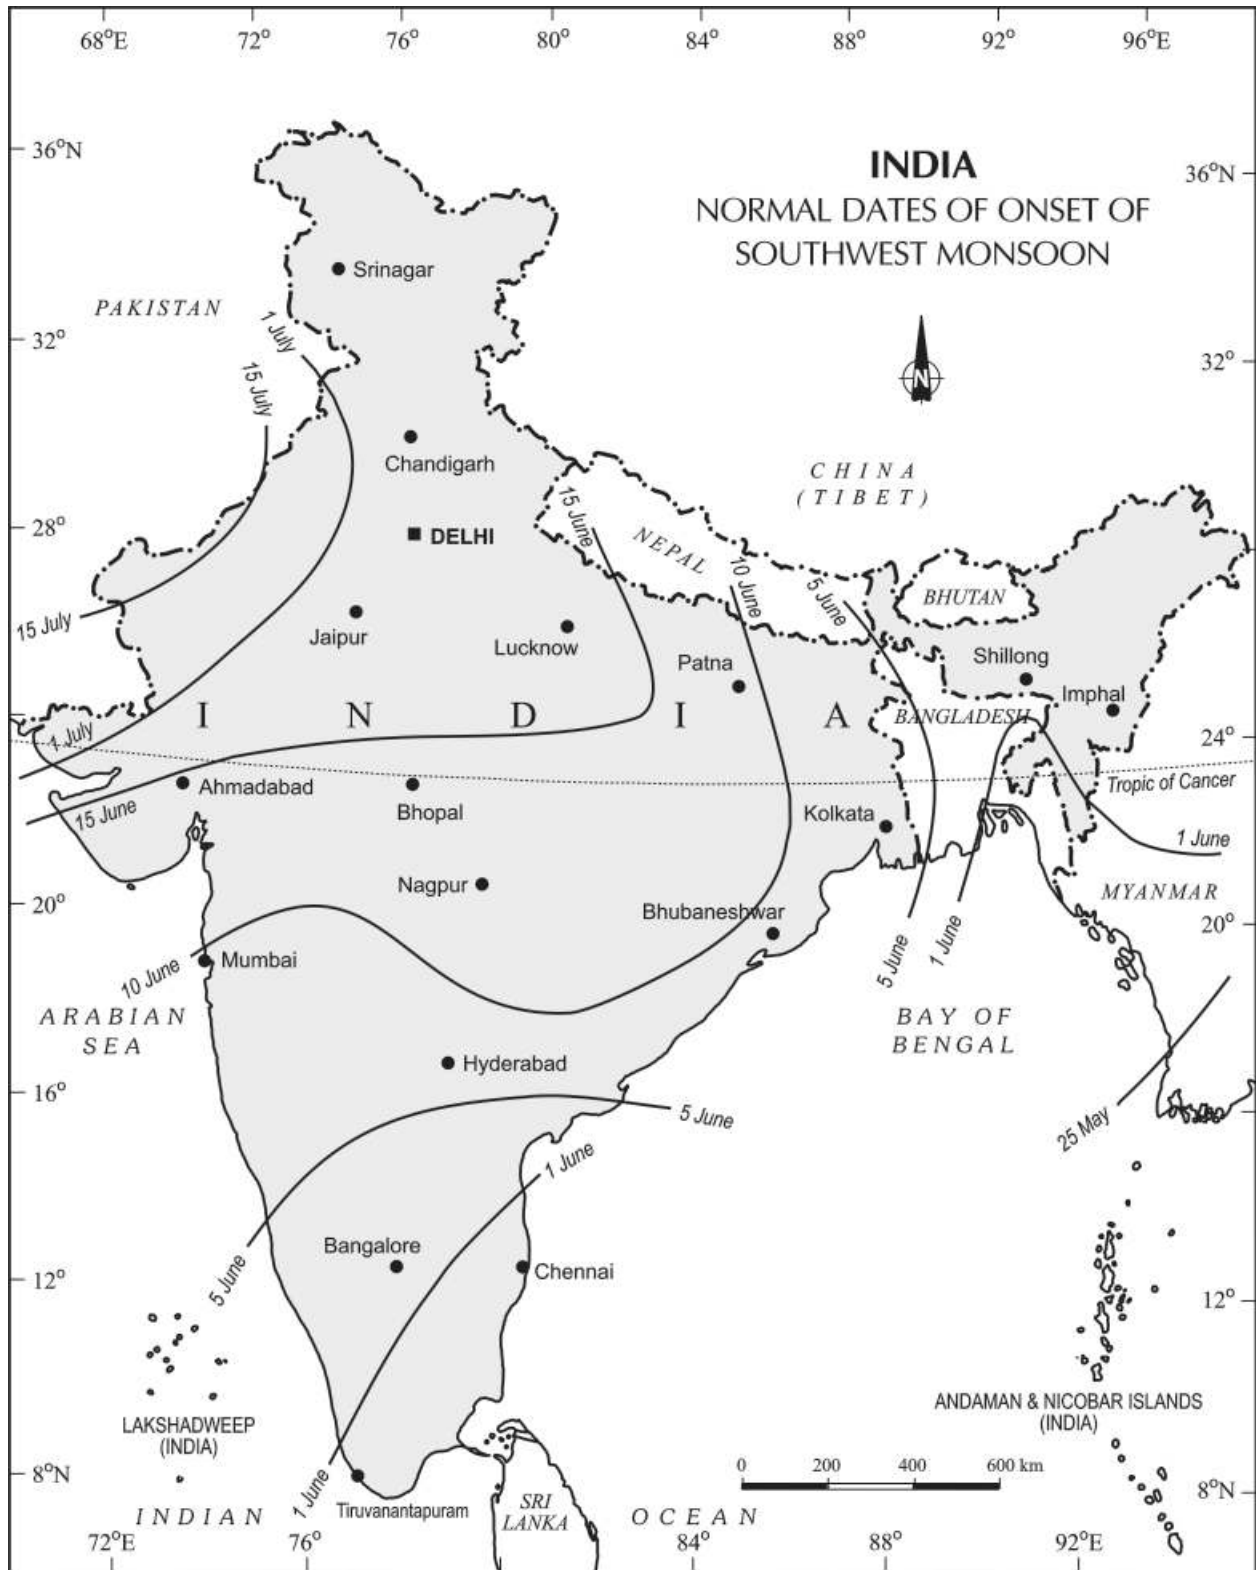 68°E
72°
76°
80°
84°
88°
92°
96°E
INDIA
NORMAL DATES OF ONSET OF
SOUTHWEST MONSOON
36°N
36°N
Srinagar
PAKISTAN
1 July
32°
32°
15 July
N
Chandigarh
CHINA
(TIBET)
15 June
28°
DELHI
NEPAL
10 June
5 June
BHUTAN
15 July
Jaipur
Lucknow
Patna
Shillong
Imphal
I N D I A
BANGLADESH
1 July
24°
Tropic of Cancer
Ahmadabad
15 June
Bhopal
Kolkata
1 June
Nagpur
MYANMAR
20°
20°
Bhubaneshwar
10 June
Mumbai
5 June
1 June
ARABIAN
SEA
BAY OF
BENGAL
Hyderabad
16°
5 June
25 May
1 June
Bangalore
5 June
Chennai
12°
12°
LAKSHADWEEP
(INDIA)
ANDAMAN & NICOBAR ISLANDS
(INDIA)
0 200 400 600 km
8°N
8°N
1 June
Tiruvanantapuram
INDIAN
SRI
LANKA
OCEAN
72°E
76°
84°
88°
92°E